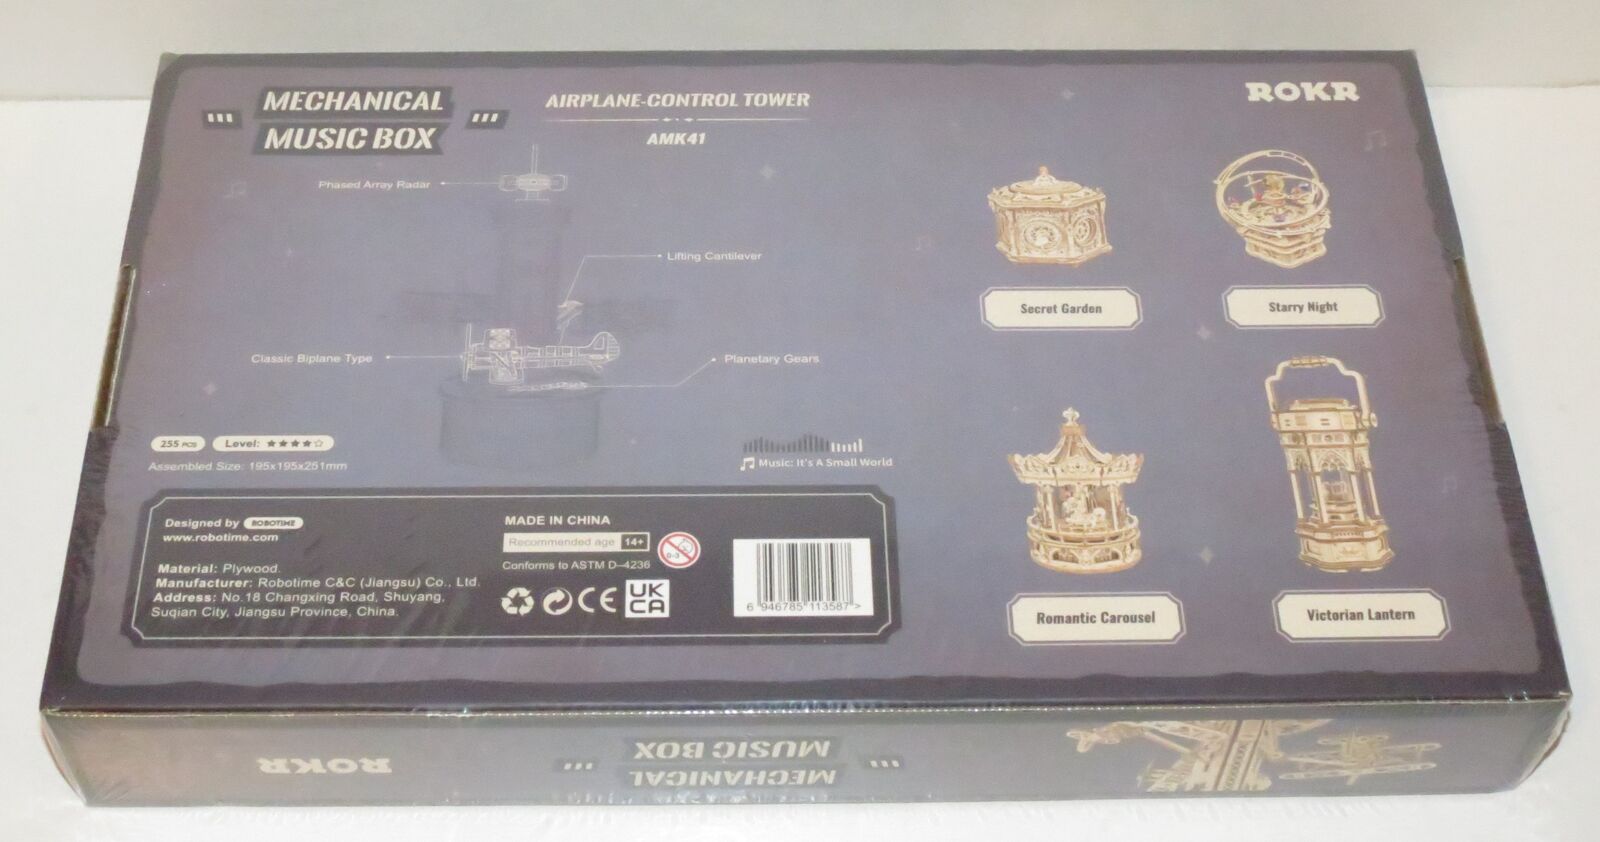 MECHANICAL
MUSIC BOX
AIRPLANE-CONTROL TOWER
AMK41
ROKR
Phased Array Radar
Lifting Cantilever
Classic Biplane Type
Planetary Gears
255 PCS
Level: ★★★★☆
Assembled Size: 195x195x251mm
Music: It's A Small World
Secret Garden
Starry Night
Romantic Carousel
Victorian Lantern
Designed by ROBOTIME
www.robotime.com
Material: Plywood.
Manufacturer: Robotime C&C (Jiangsu) Co., Ltd.
Address: No.18 Changxing Road, Shuyang,
Suqian City, Jiangsu Province, China.
MADE IN CHINA
Recommended age 14+
0-3
Conforms to ASTM D-4236
CE
UK
CA
6 946785 113587 >
ROKR
MECHANICAL
MUSIC BOX